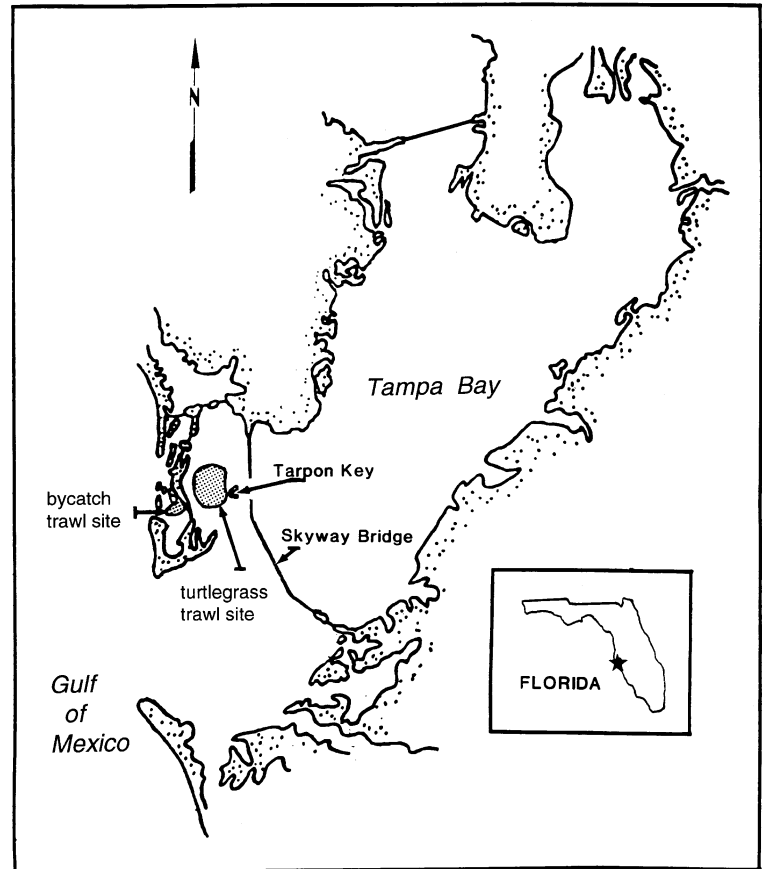 N
Tampa Bay
Tarpon Key
bycatch
trawl site
Skyway Bridge
turtlegrass
trawl site
FLORIDA
Gulf
of
Mexico